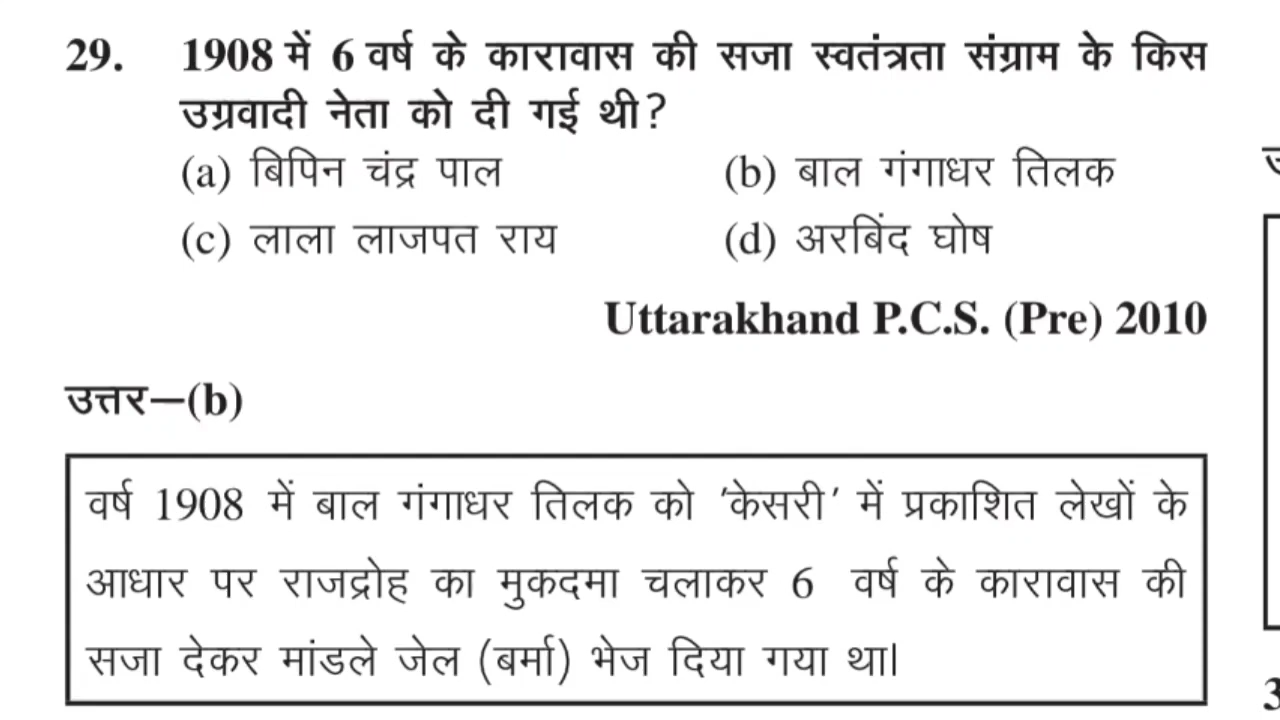 29. 1908 में 6 वर्ष के कारावास की सजा स्वतंत्रता संग्राम के किस
उग्रवादी नेता को दी गई थी?
(a) बिपिन चंद्र पाल (b) बाल गंगाधर तिलक
(c) लाला लाजपत राय (d) अरबिंद घोष
Uttarakhand P.C.S. (Pre) 2010
उत्तर—(b)
वर्ष 1908 में बाल गंगाधर तिलक को ‘केसरी’ में प्रकाशित लेखों के
आधार पर राजद्रोह का मुकदमा चलाकर 6 वर्ष के कारावास की
सजा देकर मांडले जेल (बर्मा) भेज दिया गया था।